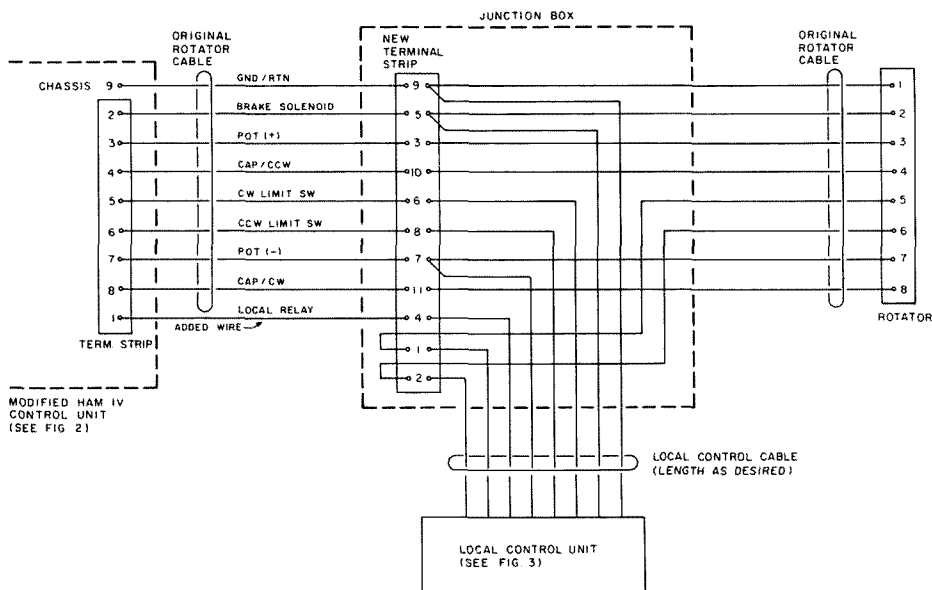 JUNCTION BOX
ORIGINAL
ROTATOR
CABLE
NEW
TERMINAL
STRIP
ORIGINAL
ROTATOR
CABLE
CHASSIS 9
GND/RTN
9
1
2
BRAKE SOLENOID
5
2
3
POT (+)
3
3
4
CAP/CCW
10
4
5
CW LIMIT SW
6
5
6
CCW LIMIT SW
8
6
7
POT (-)
7
7
8
CAP/CW
11
8
1
LOCAL RELAY
4
ADDED WIRE
ROTATOR
TERM. STRIP
1
2
MODIFIED HAM IV
CONTROL UNIT
(SEE FIG 2)
LOCAL CONTROL CABLE
(LENGTH AS DESIRED)
LOCAL CONTROL UNIT
(SEE FIG. 3)